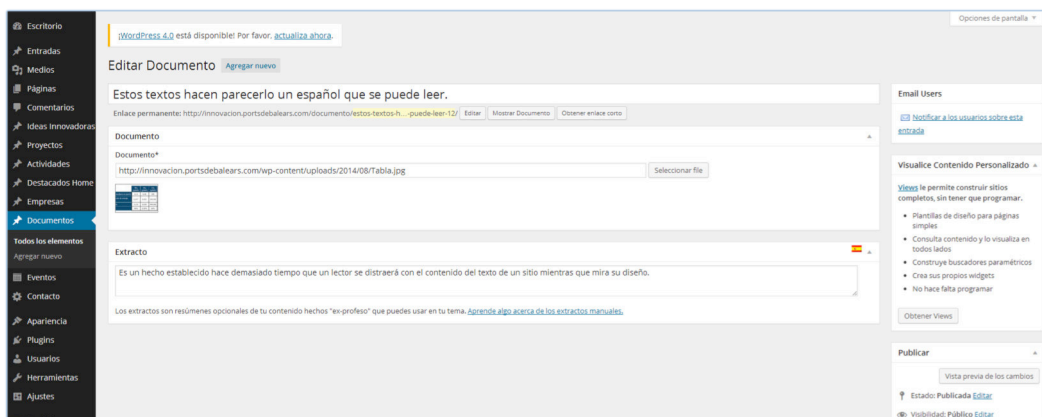 Escritorio
Entradas
Medios
Páginas
Comentarios
Ideas Innovadoras
Proyectos
Actividades
Destacados Home
Empresas
Documentos
Todos los elementos
Agregar nuevo
Eventos
Contacto
Apariencia
Plugins
Usuarios
Herramientas
Ajustes
Opciones de pantalla
¡WordPress 4.0 está disponible! Por favor. actualiza ahora.
Editar Documento Agregar nuevo
Estos textos hacen parecerlo un español que se puede leer.
Enlace permanente: http://innovacion.portsdebalears.com/documento/estos-textos-h... -puede-leer-12/ Editar Mostrar Documento Obtener enlace corto
Documento
Documento*
http://innovacion.portsdebalears.com/wp-content/uploads/2014/08/Tabla.jpg Seleccionar file
Extracto
Es un hecho establecido hace demasiado tiempo que un lector se distraerá con el contenido del texto de un sitio mientras que mira su diseño.
Los extractos son resúmenes opcionales de tu contenido hechos "ex-profeso" que puedes usar en tu tema. Aprende algo acerca de los extractos manuales.
Email Users
Notificar a los usuarios sobre esta
entrada
Visualice Contenido Personalizado
Views le permite construir sitios
completos, sin tener que programar.
Plantillas de diseño para páginas
simples
Consulta contenido y lo visualiza en
todos lados
Construye buscadores paramétricos
Crea sus propios widgets
No hace falta programar
Obtener Views
Publicar
Vista previa de los cambios
Estado: Publicada Editar
Visibilidad: Público Editar